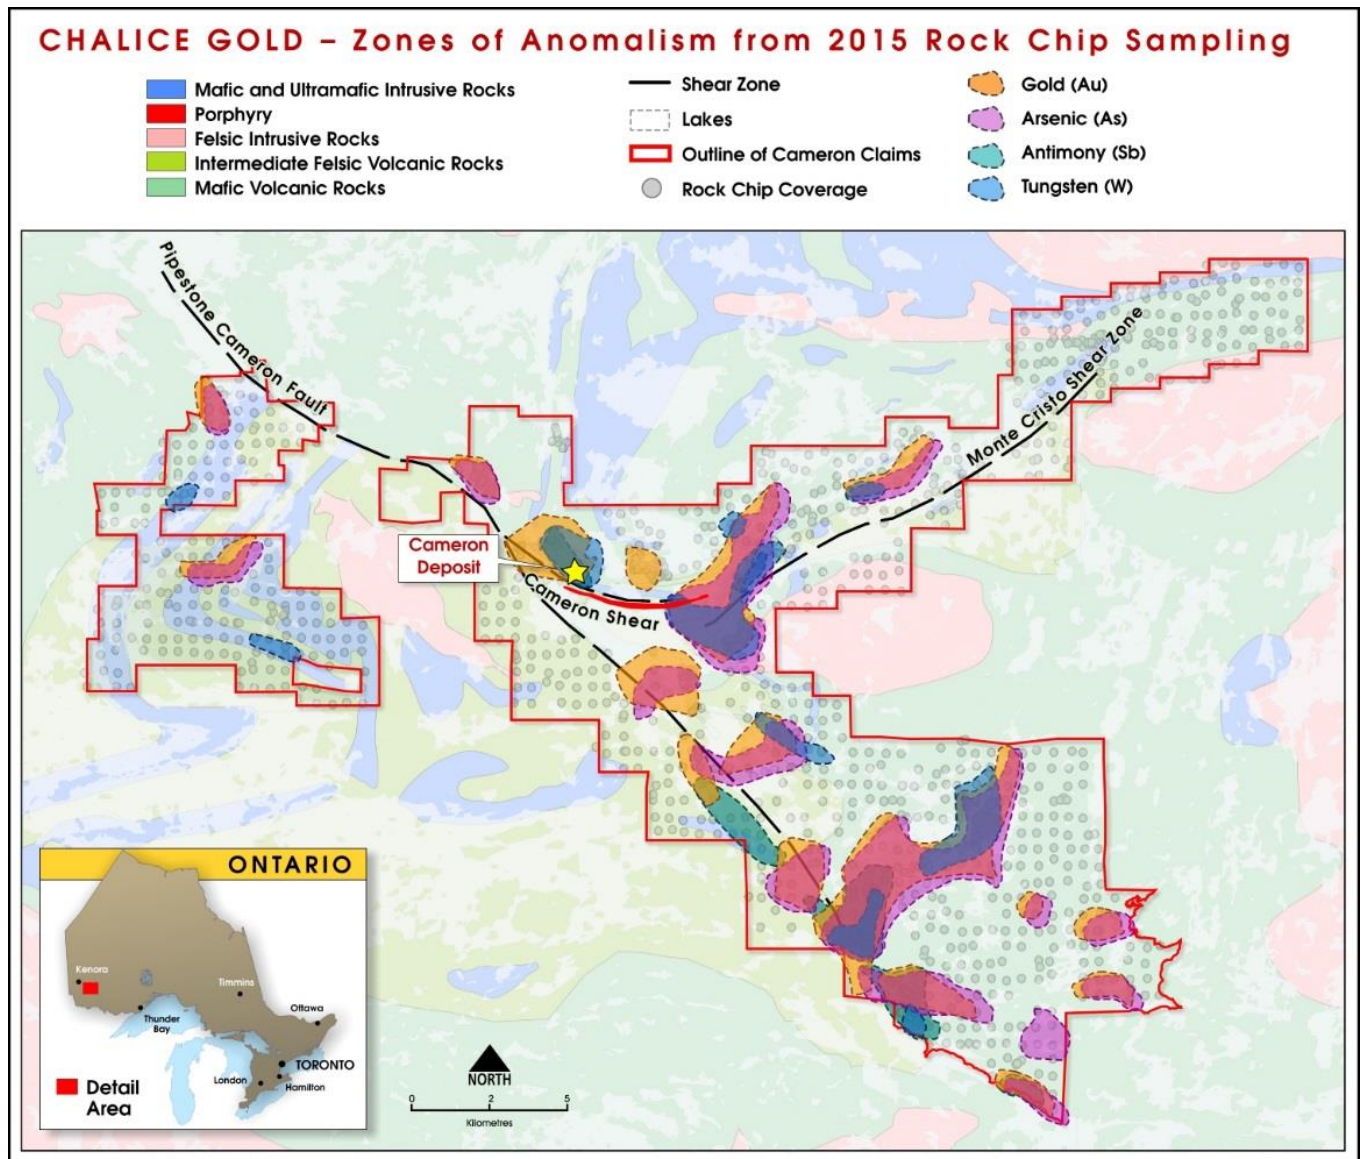 CHALICE GOLD – Zones of Anomalism from 2015 Rock Chip Sampling
Mafic and Ultramafic Intrusive Rocks
Porphyry
Felsic Intrusive Rocks
Intermediate Felsic Volcanic Rocks
Mafic Volcanic Rocks
Shear Zone
Lakes
Outline of Cameron Claims
Rock Chip Coverage
Gold (Au)
Arsenic (As)
Antimony (Sb)
Tungsten (W)
Pipestone Cameron Fault
Monte Cristo Shear Zone
Cameron
Deposit
Cameron Shear
ONTARIO
Kenora
Timmins
Thunder
Bay
Ottawa
TORONTO
London
Hamilton
Detail
Area
NORTH
0 2 5
Kilometres